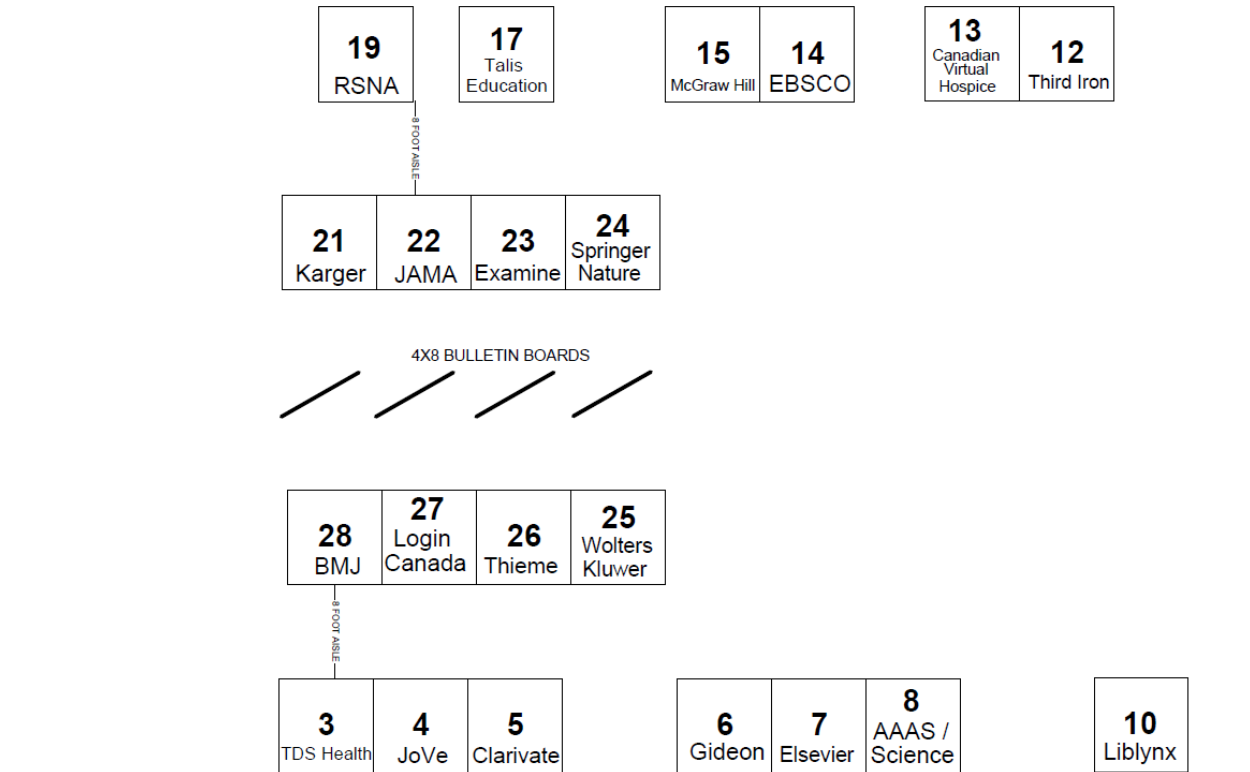 19
RSNA
17
Talis
Education
15
McGraw Hill
14
EBSCO
13
Canadian
Virtual
Hospice
12
Third Iron
8 FOOT AISLE
21
Karger
22
JAMA
23
Examine
24
Springer
Nature
4X8 BULLETIN BOARDS
28
BMJ
27
Login
Canada
26
Thieme
25
Wolters
Kluwer
8 FOOT AISLE
3
TDS Health
4
JoVe
5
Clarivate
6
Gideon
7
Elsevier
8
AAAS /
Science
10
Liblynx